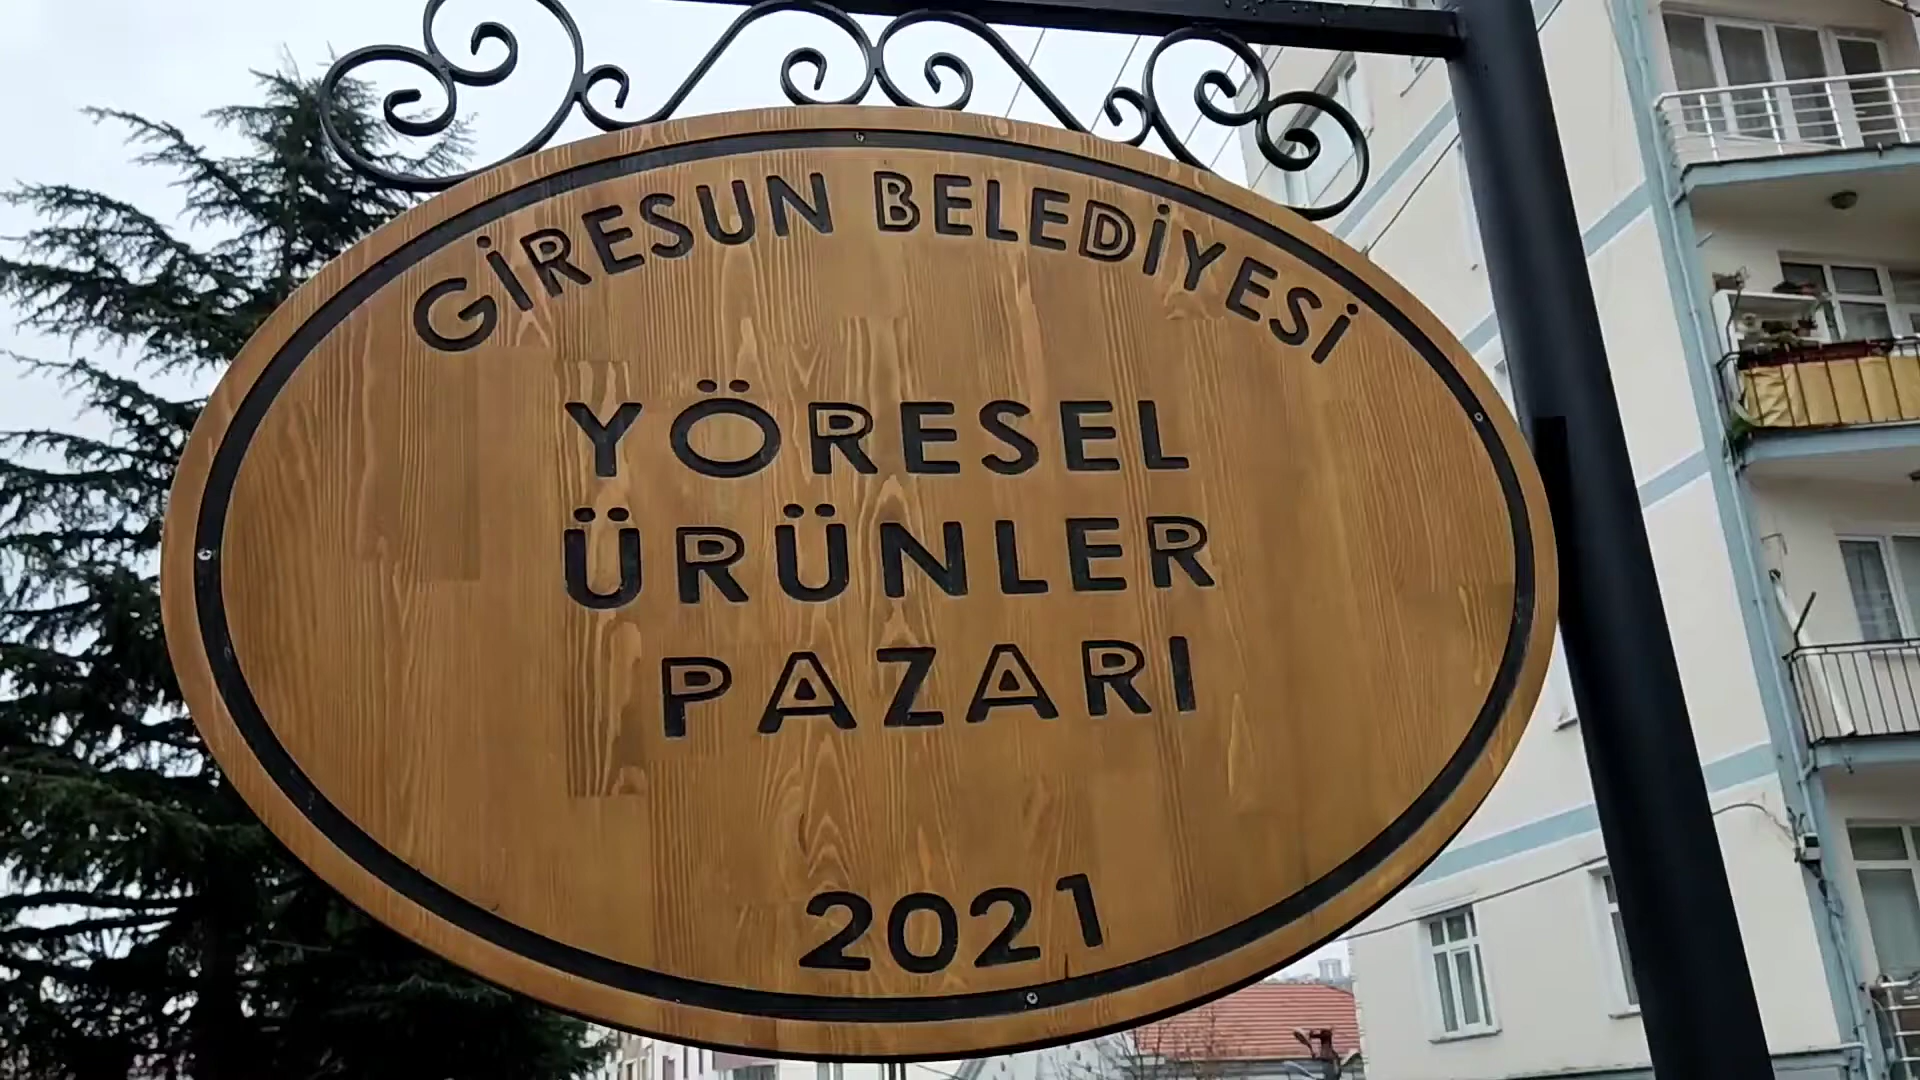 GİRESUN BELEDİYESİ
YÖRESEL
ÜRÜNLER
PAZARI
2021